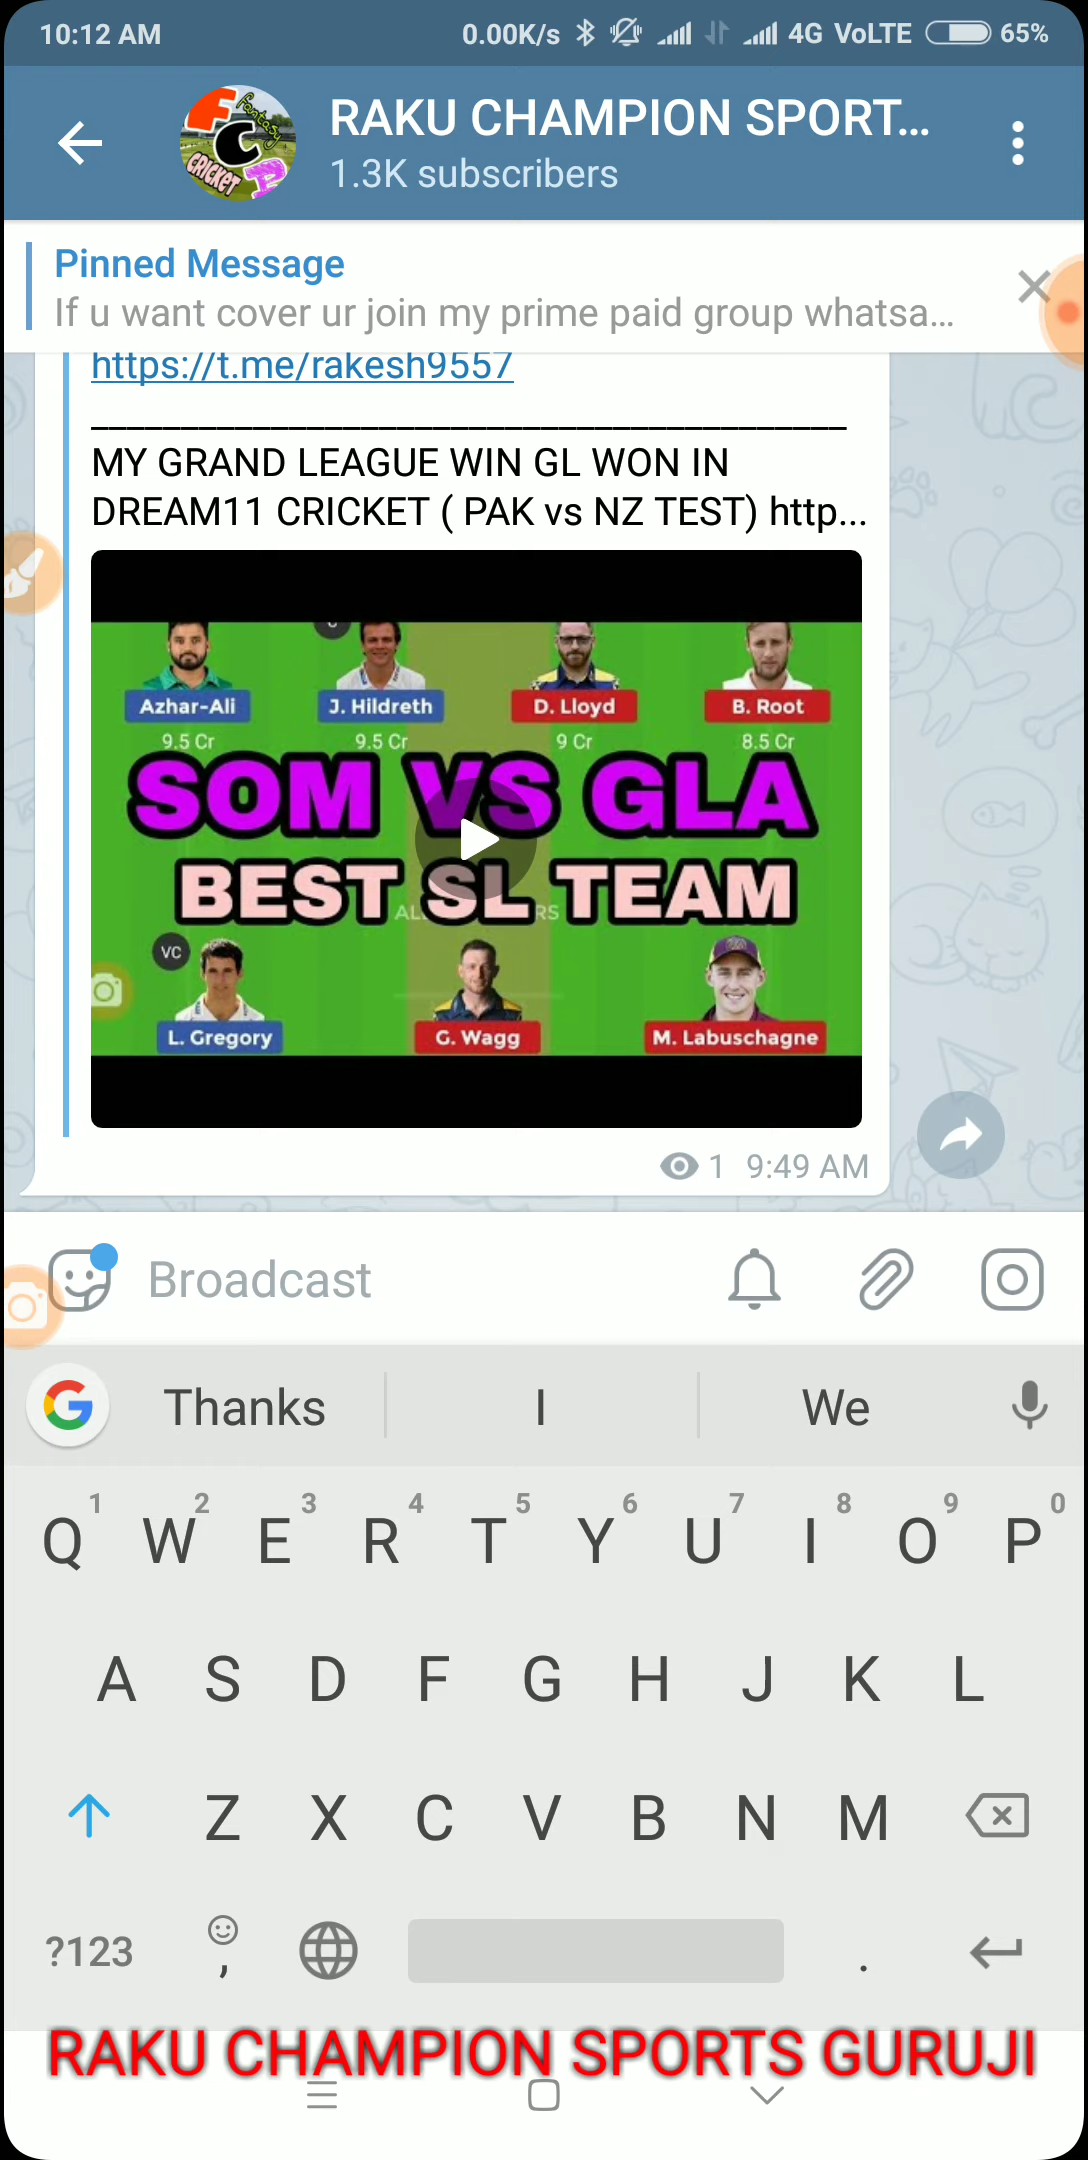 10:12 AM 0.00K/s 4G VoLTE 65%
RAKU CHAMPION SPORT...
1.3K subscribers
Fantasy
F
C
A
CRICKET
Pinned Message
If u want cover ur join my prime paid group whatsa...
https://t.me/rakesh9557
MY GRAND LEAGUE WIN GL WON IN
DREAM11 CRICKET ( PAK vs NZ TEST) http...
Azhar-Ali J. Hildreth D. Lloyd B. Root
9.5 Cr 9.5 Cr 9 Cr 8.5 Cr
SOM VS GLA
BEST SL TEAM
VC
L. Gregory G. Wagg M. Labuschagne
1 9:49 AM
Broadcast
G Thanks I We
1 2 3 4 5 6 7 8 9 0
Q W E R T Y U I O P
A S D F G H J K L
Z X C V B N M
?123 , .
RAKU CHAMPION SPORTS GURUJI